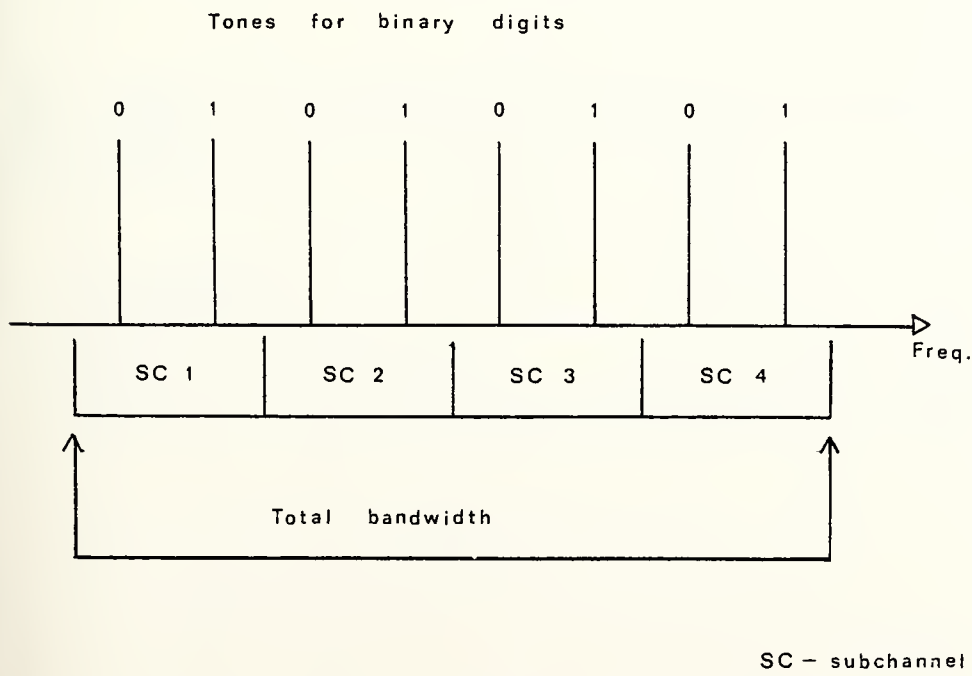 Tones for binary digits
0 1 0 1 0 1 0 1
Freq.
SC 1 SC 2 SC 3 SC 4
Total bandwidth
SC – subchannel